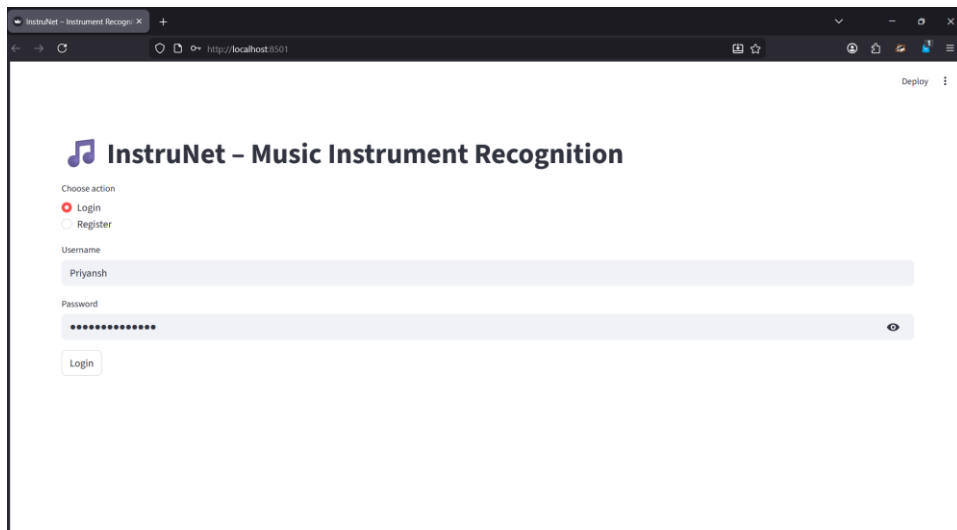 InstruNet – Instrument Recogni
http://localhost:8501
Deploy
InstruNet – Music Instrument Recognition
Choose action
Login
Register
Username
Priyansh
Password
••••••••••••••
Login